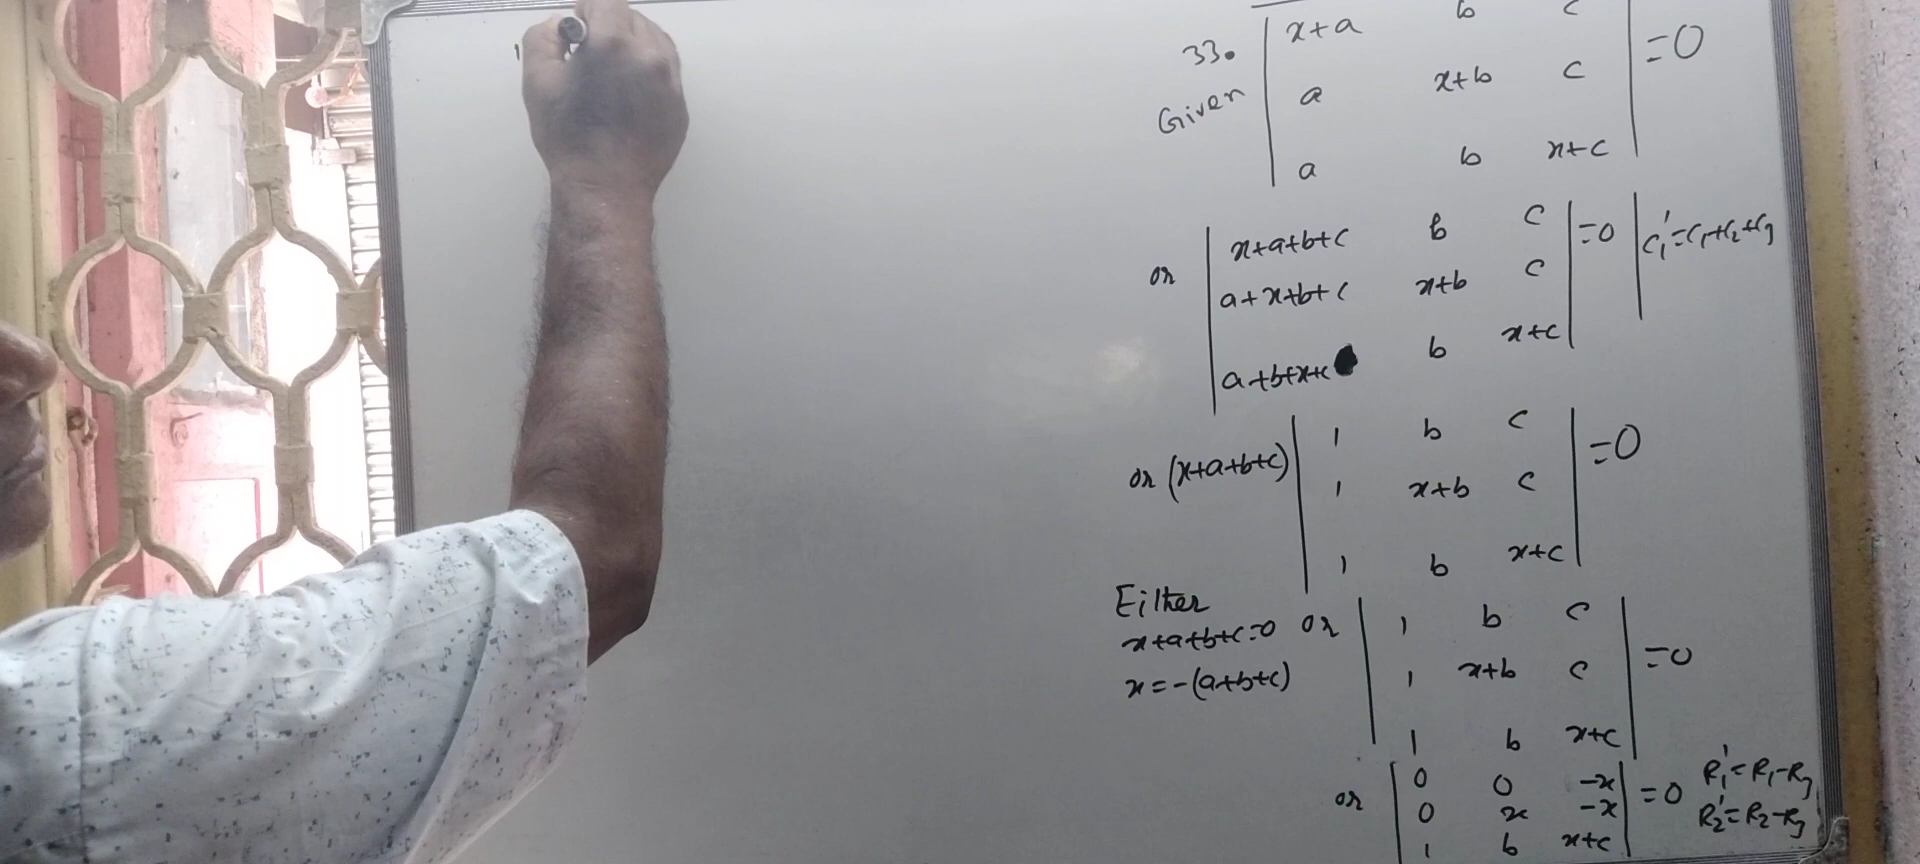 33.
Given | x+a b c | =0
| a x+b c |
| a b x+c |
or | x+a+b+c b c | =0 | C₁'=C₁+C₂+C₃
| a+x+b+c x+b c |
| a+b+x+c b x+c |
or (x+a+b+c) | 1 b c | =0
| 1 x+b c |
| 1 b x+c |
Either
x+a+b+c=0 or | 1 b c | =0
x=-(a+b+c) | 1 x+b c |
| 1 b x+c |
or | 0 0 -x | =0 R₁'=R₁-R₃
| 0 x -x | R₂'=R₂-R₃
| 1 b x+c |